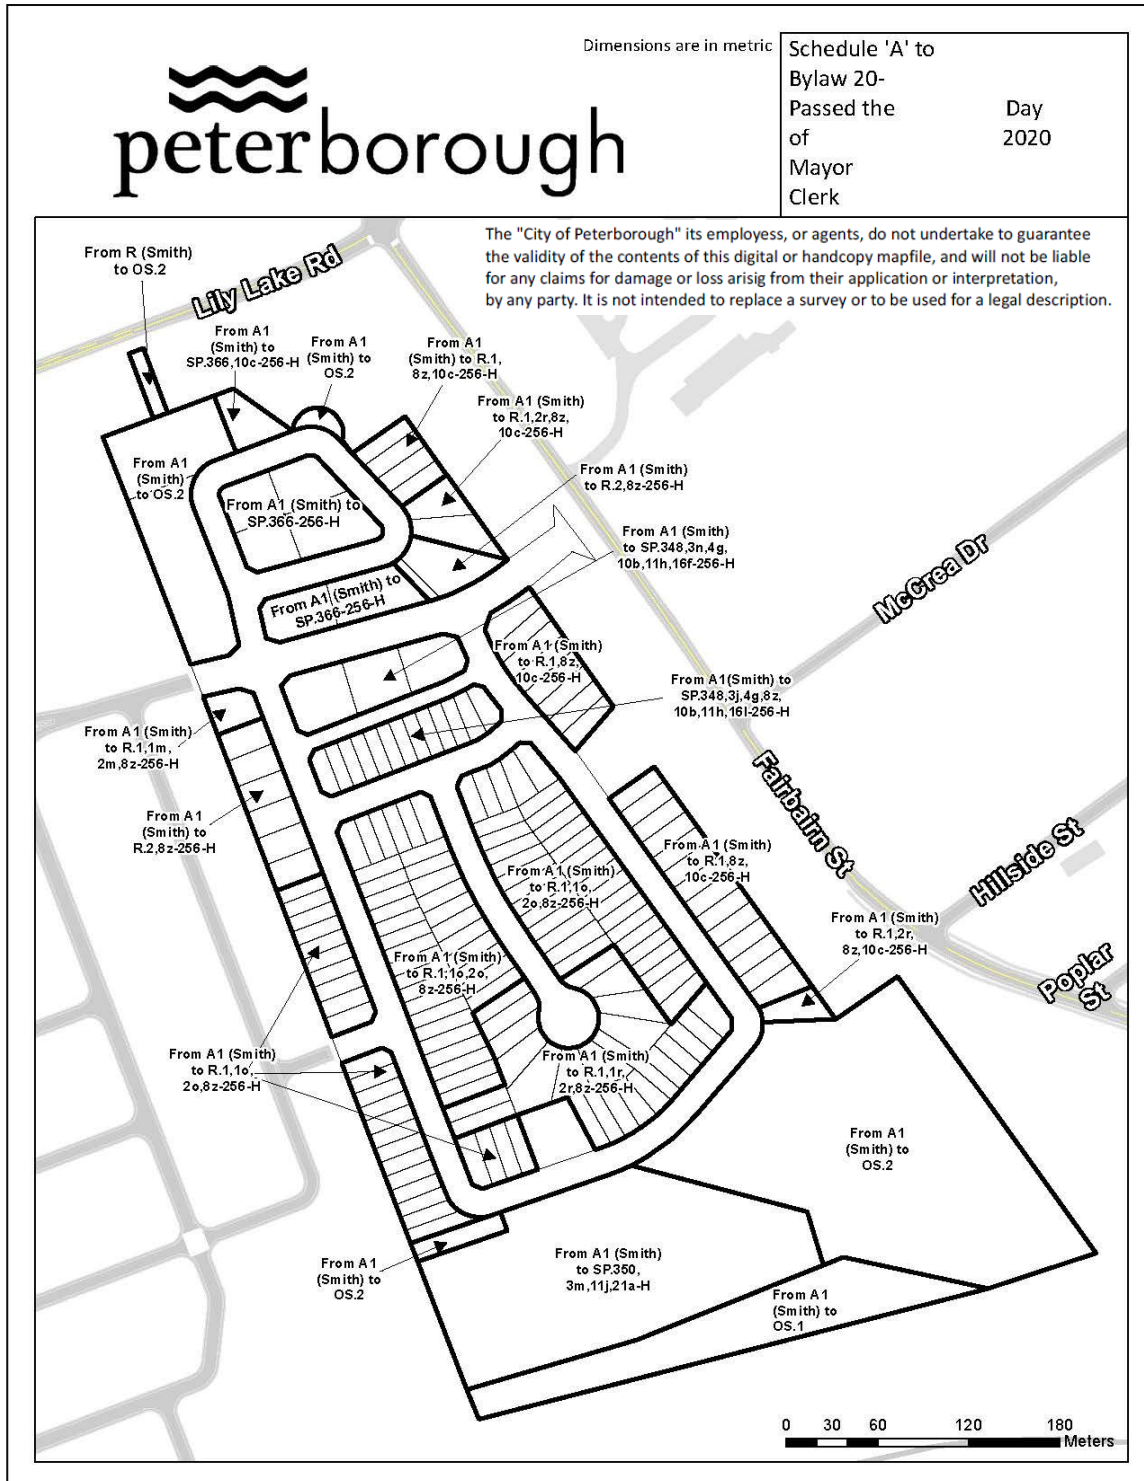 Dimensions are in metric
peterborough
Schedule 'A' to
Bylaw 20-
Passed the Day
of 2020
Mayor
Clerk
The "City of Peterborough" its employess, or agents, do not undertake to guarantee
the validity of the contents of this digital or handcopy mapfile, and will not be liable
for any claims for damage or loss arisig from their application or interpretation,
by any party. It is not intended to replace a survey or to be used for a legal description.
From R (Smith)
to OS.2
Lily Lake Rd
From A1
(Smith) to
SP.366,10c-256-H
From A1
(Smith) to
OS.2
From A1
(Smith) to R.1,
8z,10c-256-H
From A1 (Smith)
to R.1,2r,8z,
10c-256-H
From A1
(Smith)
to OS.2
From A1 (Smith)
to R.2,8z-256-H
From A1 (Smith) to
SP.366-256-H
From A1 (Smith)
to SP.348,3n,4g,
10b,11h,16f-256-H
McCrea Dr
From A1 (Smith) to
SP.366-256-H
From A1 (Smith)
to R.1,8z,
10c-256-H
From A1(Smith) to
SP.348,3j,4g,8z,
10b,11h,16l-256-H
From A1 (Smith)
to R.1,1m,
2m,8z-256-H
From A1
(Smith) to
R.2,8z-256-H
Fairbairn St
Hillside St
From A1 (Smith)
to R.1,8z,
10c-256-H
From A1 (Smith)
to R.1,1o,
2o,8z-256-H
From A1 (Smith)
to R.1,2r,
8z,10c-256-H
Poplar
St
From A1 (Smith)
to R.1,1o,2o,
8z-256-H
From A1 (Smith)
to R.1,1o,
2o,8z-256-H
From A1 (Smith)
to R.1,1r,
2r,8z-256-H
From A1
(Smith) to
OS.2
From A1
(Smith) to
OS.2
From A1 (Smith)
to SP.350,
3m,11j,21a-H
From A1
(Smith) to
OS.1
0 30 60 120 180
Meters